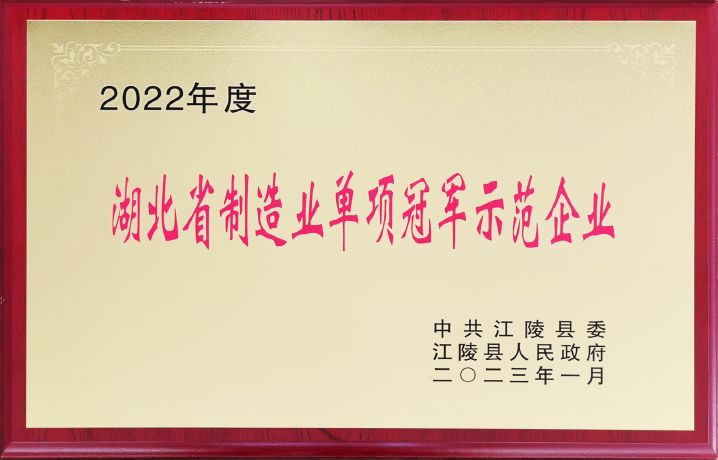 2022年度
湖北省制造业单项冠军示范企业
中共江陵县委
江陵县人民政府
二〇二三年一月